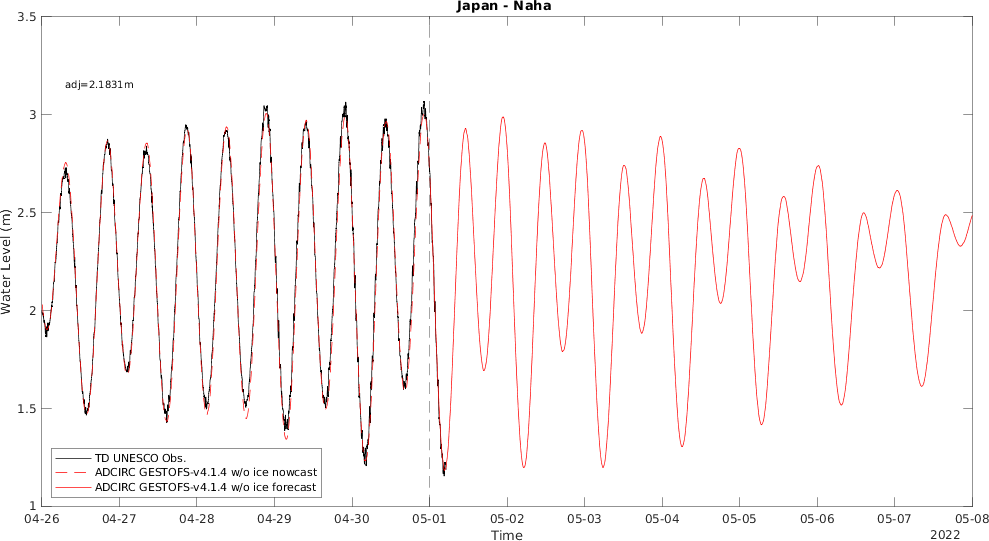 Japan - Naha
3.5
adj=2.1831m
3
2.5
Water Level (m)
2
1.5
TD UNESCO Obs.
ADCIRC GESTOFS-v4.1.4 w/o ice nowcast
ADCIRC GESTOFS-v4.1.4 w/o ice forecast
1
04-26 04-27 04-28 04-29 04-30 05-01 05-02 05-03 05-04 05-05 05-06 05-07 05-08
Time
2022